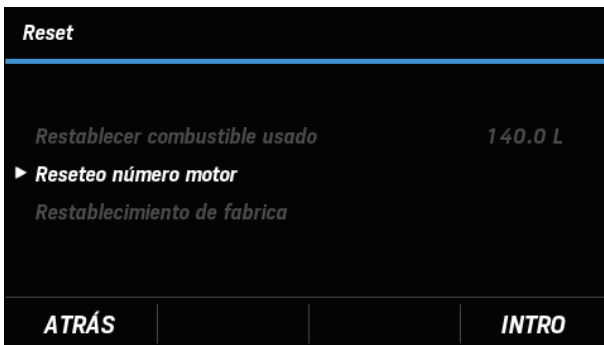 Reset
Restablecer combustible usado 140.0 L
Reseteo número motor
Restablecimiento de fabrica
ATRÁS INTRO